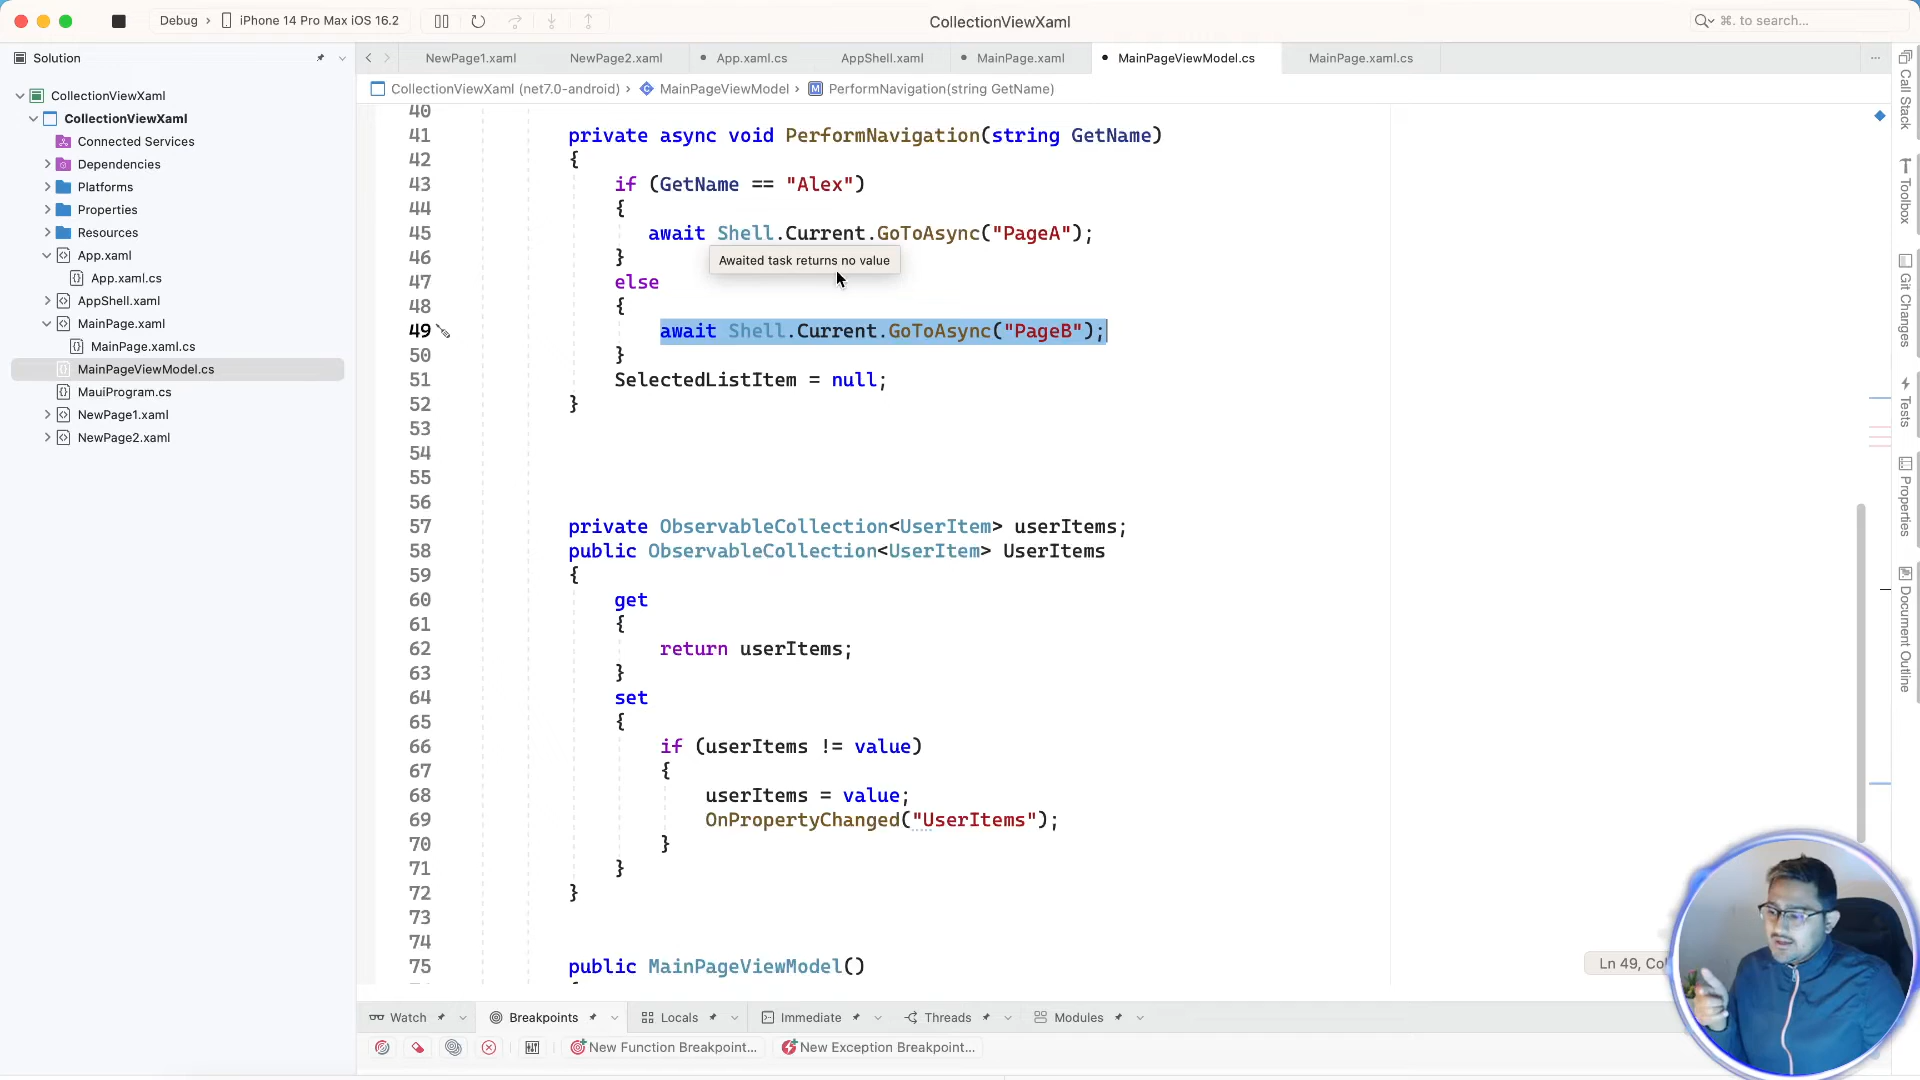 Debug
iPhone 14 Pro Max iOS 16.2
CollectionViewXaml
⌘. to search...
Solution
NewPage1.xaml
NewPage2.xaml
App.xaml.cs
AppShell.xaml
MainPage.xaml
MainPageViewModel.cs
MainPage.xaml.cs
CollectionViewXaml (net7.0-android) › MainPageViewModel › PerformNavigation(string GetName)
CollectionViewXaml
CollectionViewXaml
Connected Services
Dependencies
Platforms
Properties
Resources
App.xaml
App.xaml.cs
AppShell.xaml
MainPage.xaml
MainPage.xaml.cs
MainPageViewModel.cs
MauiProgram.cs
NewPage1.xaml
NewPage2.xaml
40
41 private async void PerformNavigation(string GetName)
42 {
43 if (GetName == "Alex")
44 {
45 await Shell.Current.GoToAsync("PageA");
46 }
Awaited task returns no value
47 else
48 {
49 await Shell.Current.GoToAsync("PageB");
50 }
51 SelectedListItem = null;
52 }
53
54
55
56
57 private ObservableCollection<UserItem> userItems;
58 public ObservableCollection<UserItem> UserItems
59 {
60 get
61 {
62 return userItems;
63 }
64 set
65 {
66 if (userItems != value)
67 {
68 userItems = value;
69 OnPropertyChanged("UserItems");
70 }
71 }
72 }
73
74
75 public MainPageViewModel()
Ln 49, Co
Call Stack
Toolbox
Git Changes
Tests
Properties
Document Outline
Watch
Breakpoints
Locals
Immediate
Threads
Modules
New Function Breakpoint...
New Exception Breakpoint...